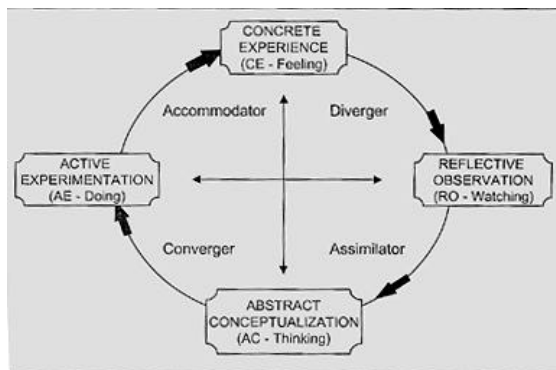 CONCRETE
EXPERIENCE
(CE - Feeling)
Accommodator
Diverger
ACTIVE
EXPERIMENTATION
(AE - Doing)
REFLECTIVE
OBSERVATION
(RO - Watching)
Converger
Assimilator
ABSTRACT
CONCEPTUALIZATION
(AC - Thinking)